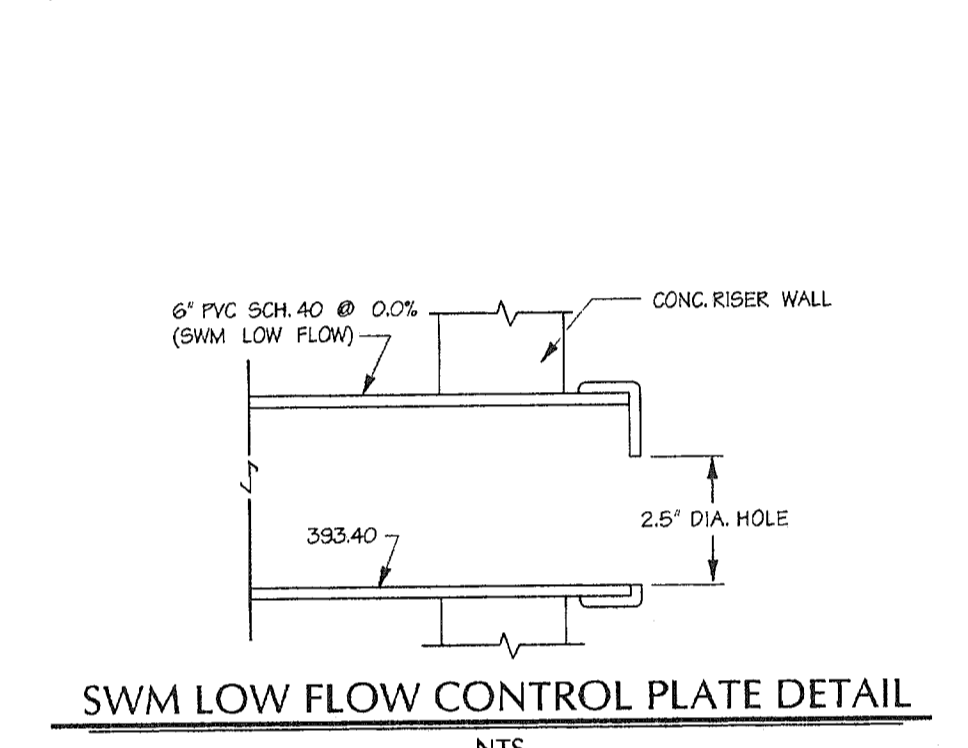 6" PVC SCH. 40 @ 0.0%
(SWM LOW FLOW)
CONC. RISER WALL
2.5" DIA. HOLE
393.40
SWM LOW FLOW CONTROL PLATE DETAIL
NTS